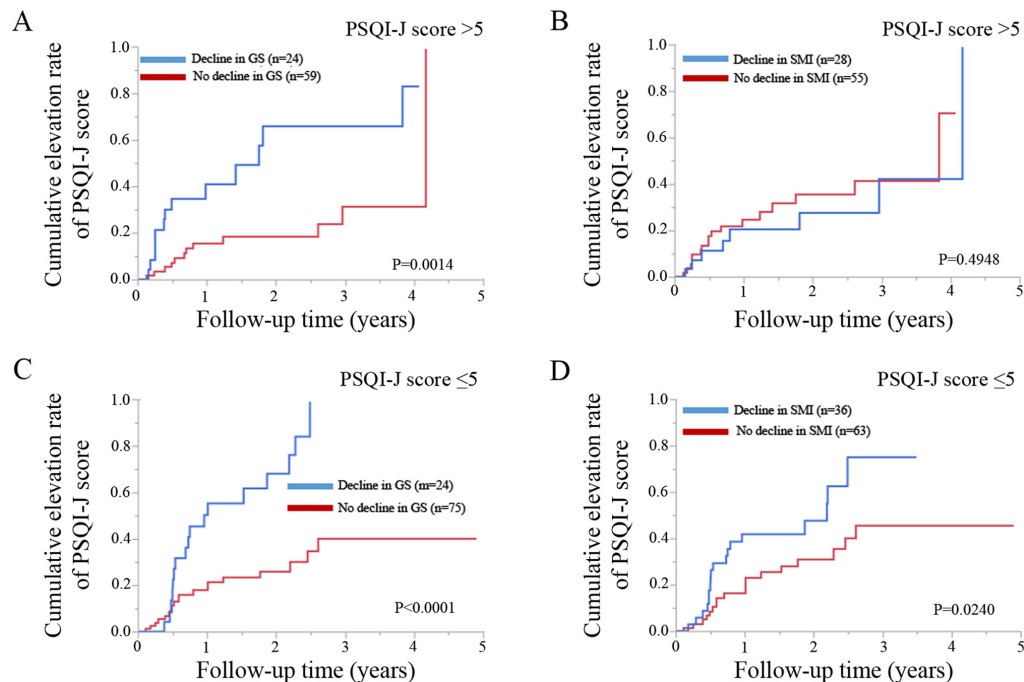 A
PSQI-J score >5
Cumulative elevation rate
of PSQI-J score
1.0
0.8
0.6
0.4
0.2
0.0
Decline in GS (n=24)
No decline in GS (n=59)
P=0.0014
0 1 2 3 4 5
Follow-up time (years)
B
PSQI-J score >5
Cumulative elevation rate
of PSQI-J score
1.0
0.8
0.6
0.4
0.2
0.0
Decline in SMI (n=28)
No decline in SMI (n=55)
P=0.4948
0 1 2 3 4 5
Follow-up time (years)
C
PSQI-J score ≤5
Cumulative elevation rate
of PSQI-J score
1.0
0.8
0.6
0.4
0.2
0.0
Decline in GS (m=24)
No decline in GS (n=75)
P<0.0001
0 1 2 3 4 5
Follow-up time (years)
D
PSQI-J score ≤5
Cumulative elevation rate
of PSQI-J score
1.0
0.8
0.6
0.4
0.2
0.0
Decline in SMI (n=36)
No decline in SMI (n=63)
P=0.0240
0 1 2 3 4 5
Follow-up time (years)